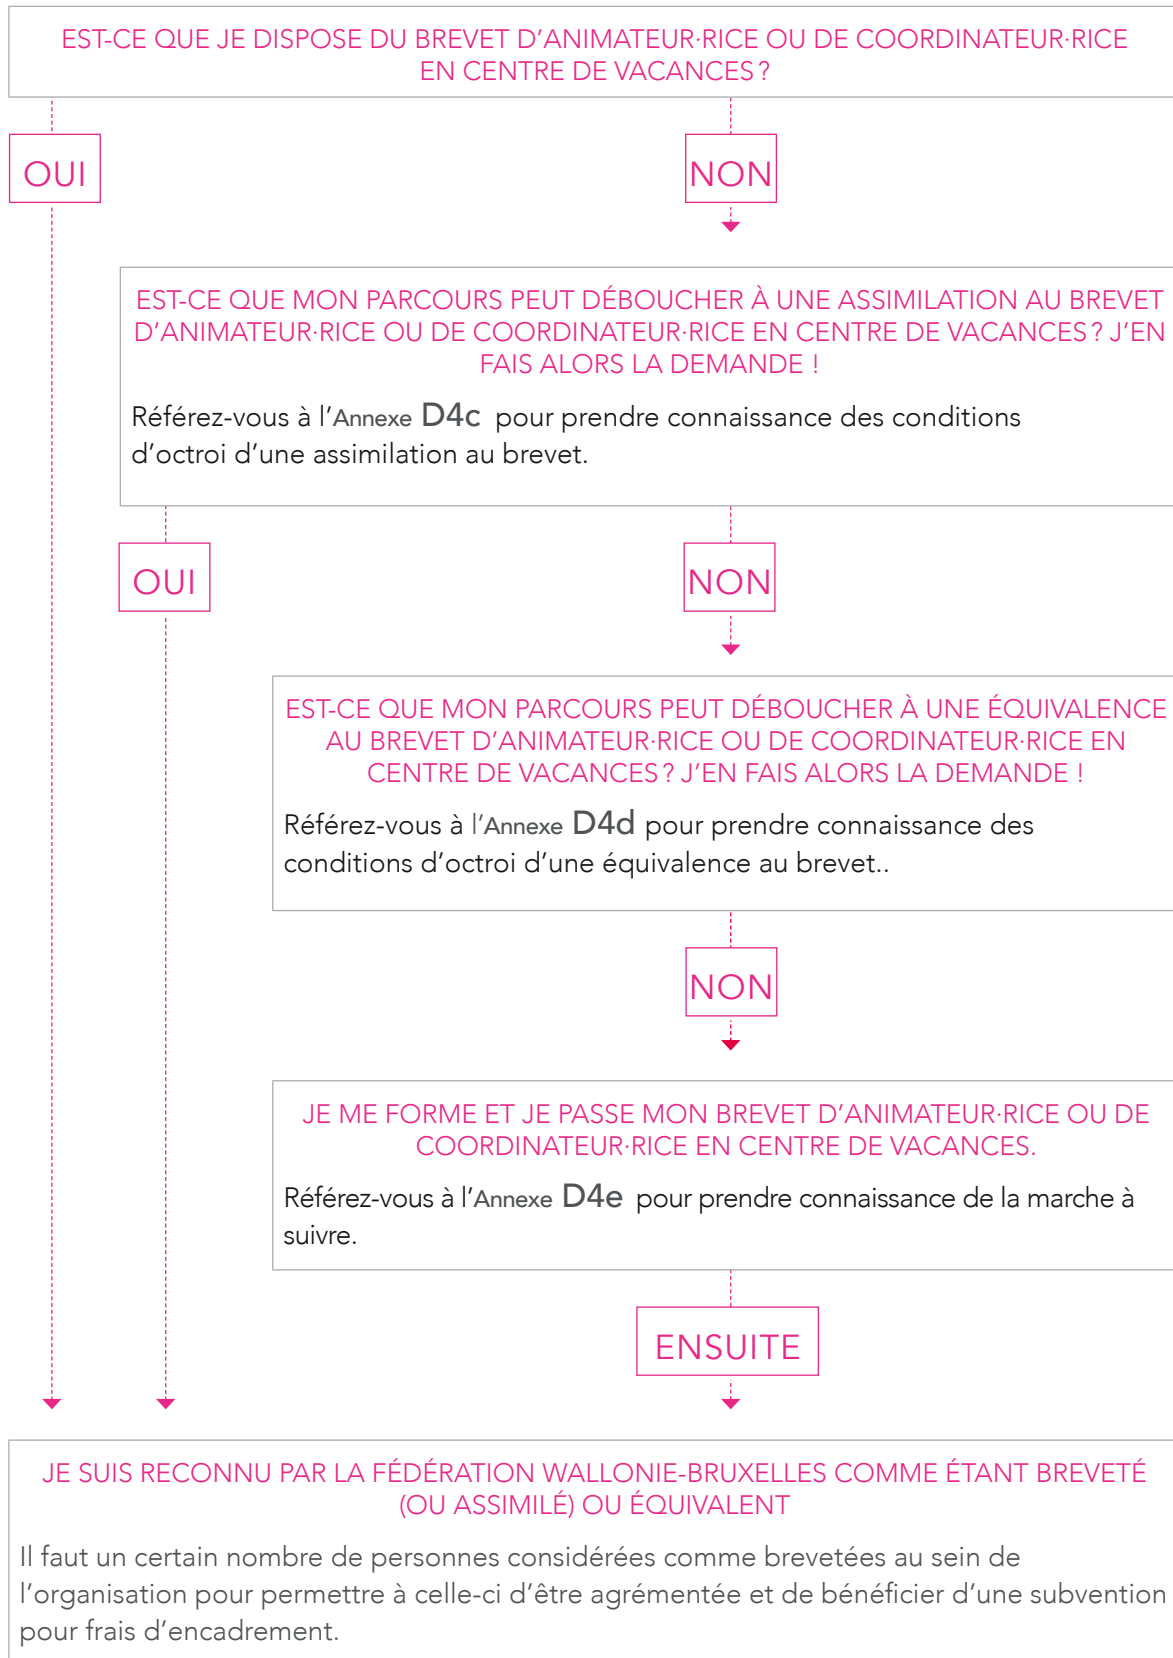 EST-CE QUE JE DISPOSE DU BREVET D’ANIMATEUR·RICE OU DE COORDINATEUR·RICE
EN CENTRE DE VACANCES ?
OUI
NON
EST-CE QUE MON PARCOURS PEUT DÉBOUCHER À UNE ASSIMILATION AU BREVET
D’ANIMATEUR·RICE OU DE COORDINATEUR·RICE EN CENTRE DE VACANCES ? J’EN
FAIS ALORS LA DEMANDE !
Référez-vous à l’Annexe D4c pour prendre connaissance des conditions
d’octroi d’une assimilation au brevet.
OUI
NON
EST-CE QUE MON PARCOURS PEUT DÉBOUCHER À UNE ÉQUIVALENCE
AU BREVET D’ANIMATEUR·RICE OU DE COORDINATEUR·RICE EN
CENTRE DE VACANCES ? J’EN FAIS ALORS LA DEMANDE !
Référez-vous à l’Annexe D4d pour prendre connaissance des
conditions d’octroi d’une équivalence au brevet..
NON
JE ME FORME ET JE PASSE MON BREVET D’ANIMATEUR·RICE OU DE
COORDINATEUR·RICE EN CENTRE DE VACANCES.
Référez-vous à l’Annexe D4e pour prendre connaissance de la marche à
suivre.
ENSUITE
JE SUIS RECONNU PAR LA FÉDÉRATION WALLONIE-BRUXELLES COMME ÉTANT BREVETÉ
(OU ASSIMILÉ) OU ÉQUIVALENT
Il faut un certain nombre de personnes considérées comme brevetées au sein de
l’organisation pour permettre à celle-ci d’être agrémentée et de bénéficier d’une subvention
pour frais d’encadrement.